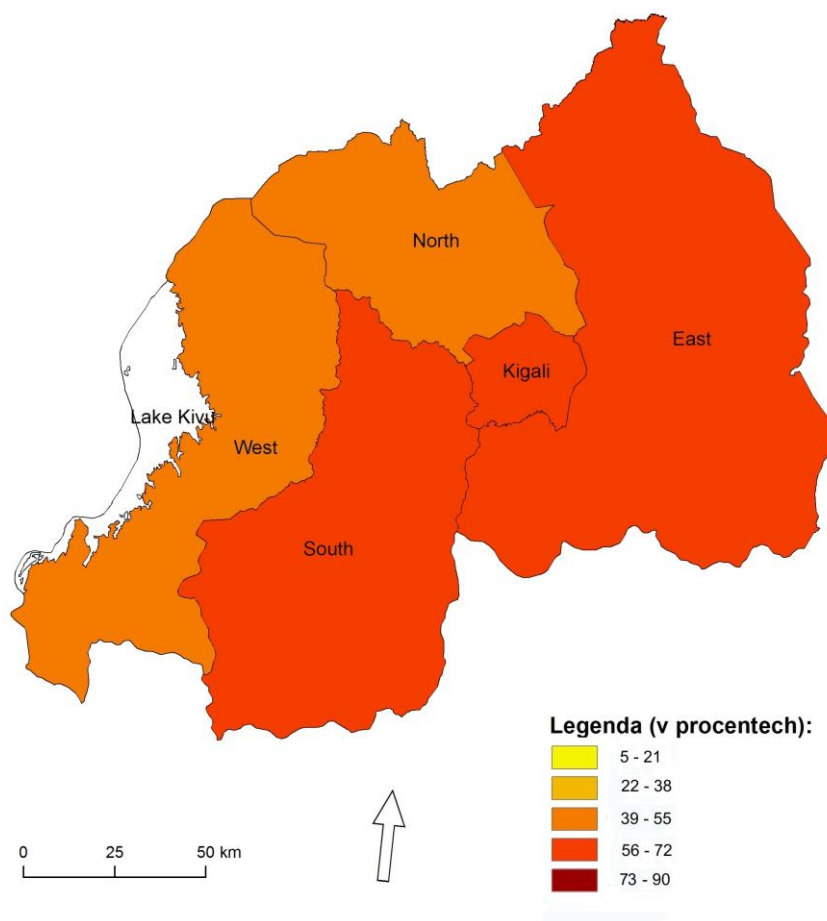 North
East
Kigali
Lake Kivu
West
South
Legenda (v procentech):
5 - 21
22 - 38
39 - 55
56 - 72
73 - 90
0 25 50 km